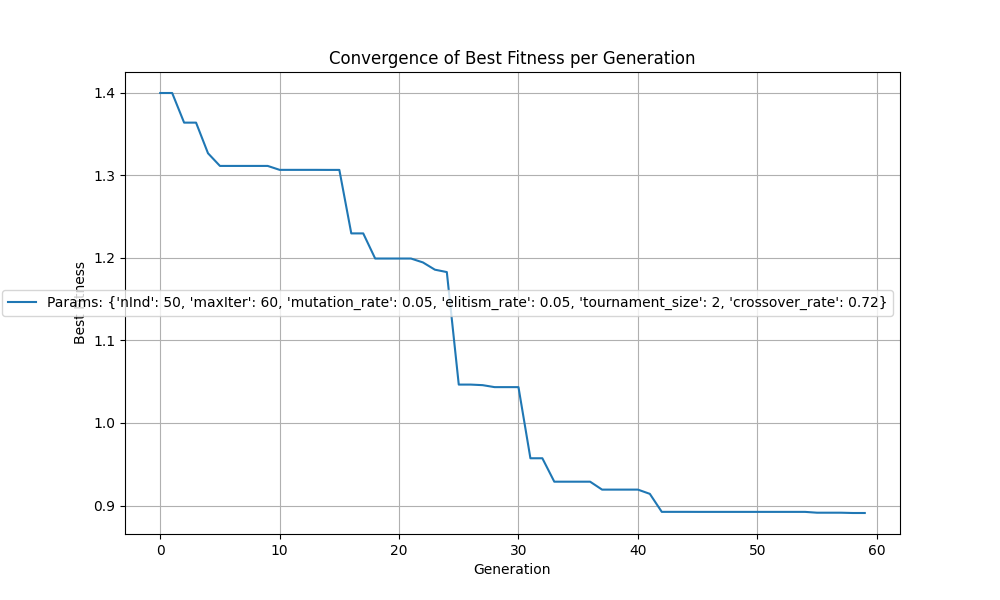 Convergence of Best Fitness per Generation
1.4
1.3
1.2
1.1
1.0
0.9
Best
Params: {'nInd': 50, 'maxIter': 60, 'mutation_rate': 0.05, 'elitism_rate': 0.05, 'tournament_size': 2, 'crossover_rate': 0.72}
0 10 20 30 40 50 60
Generation